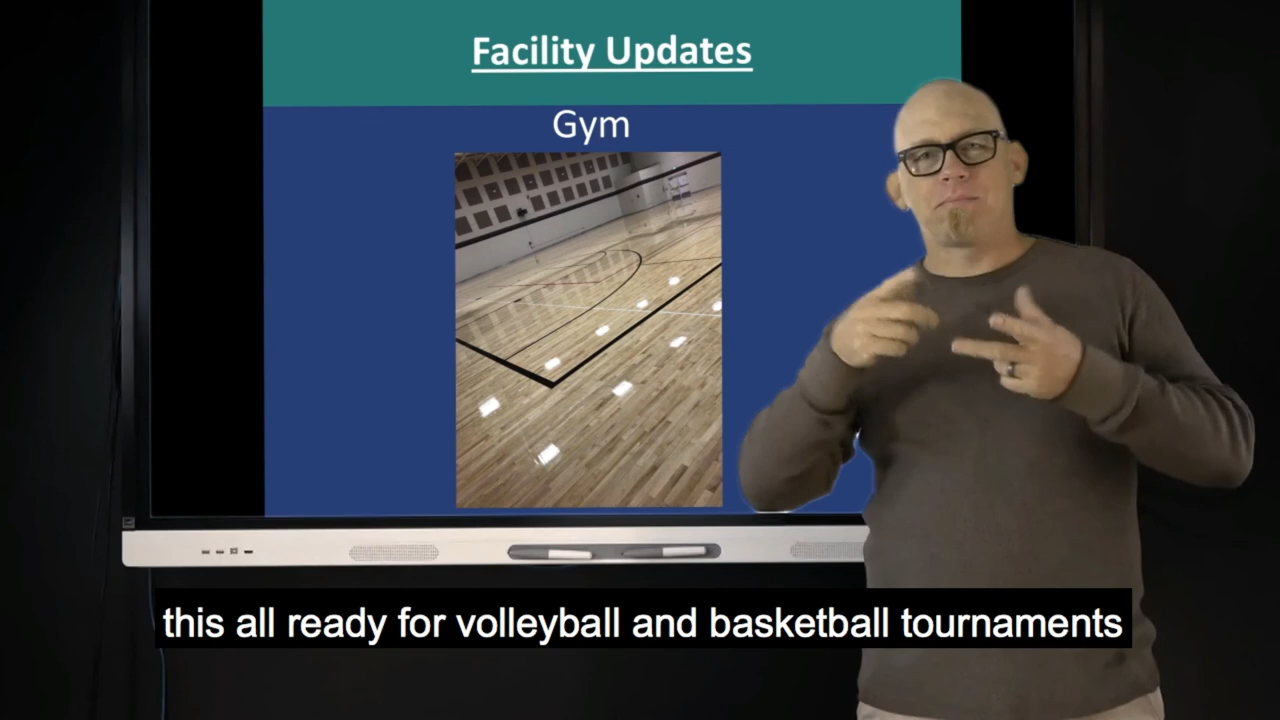 Facility Updates
Gym
this all ready for volleyball and basketball tournaments